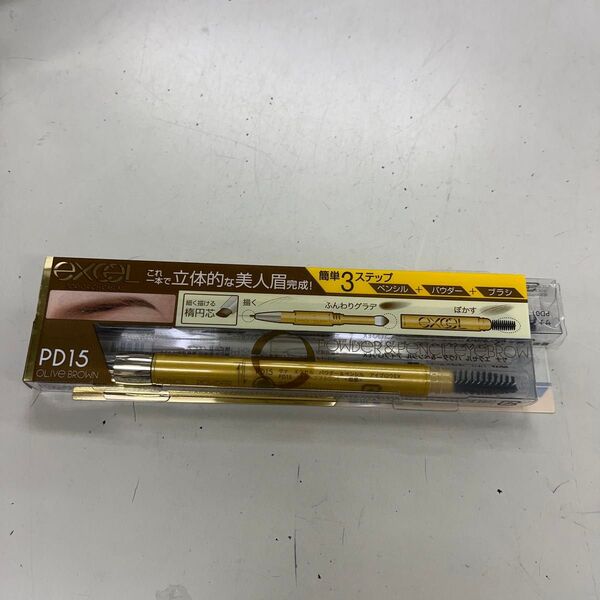 excel
これ
一本で
立体的な美人眉完成!
簡単3ステップ
ペンシル + パウダー + ブラシ
細く描ける
楕円芯
描く
ふんわりグラデ
ぼかす
excel
PD15
OLIVE BROWN
POWDER & PENCIL EYEBROW
PD15